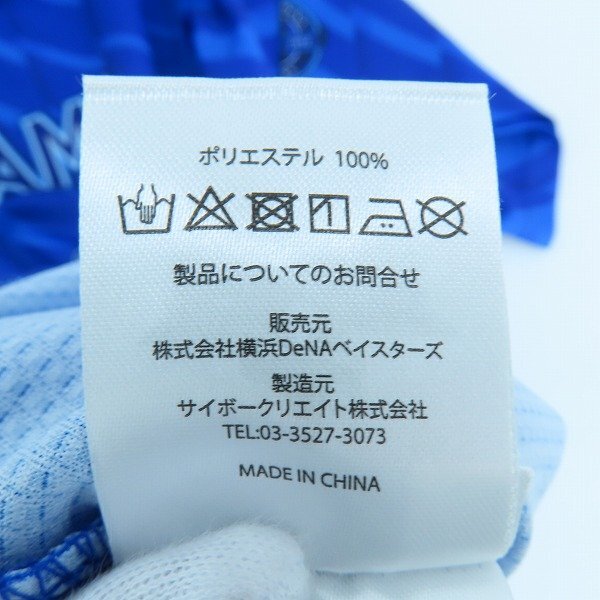 AM
ポリエステル 100%
製品についてのお問合せ
販売元
株式会社横浜DeNAベイスターズ
製造元
サイボークリエイト株式会社
TEL:03-3527-3073
MADE IN CHINA